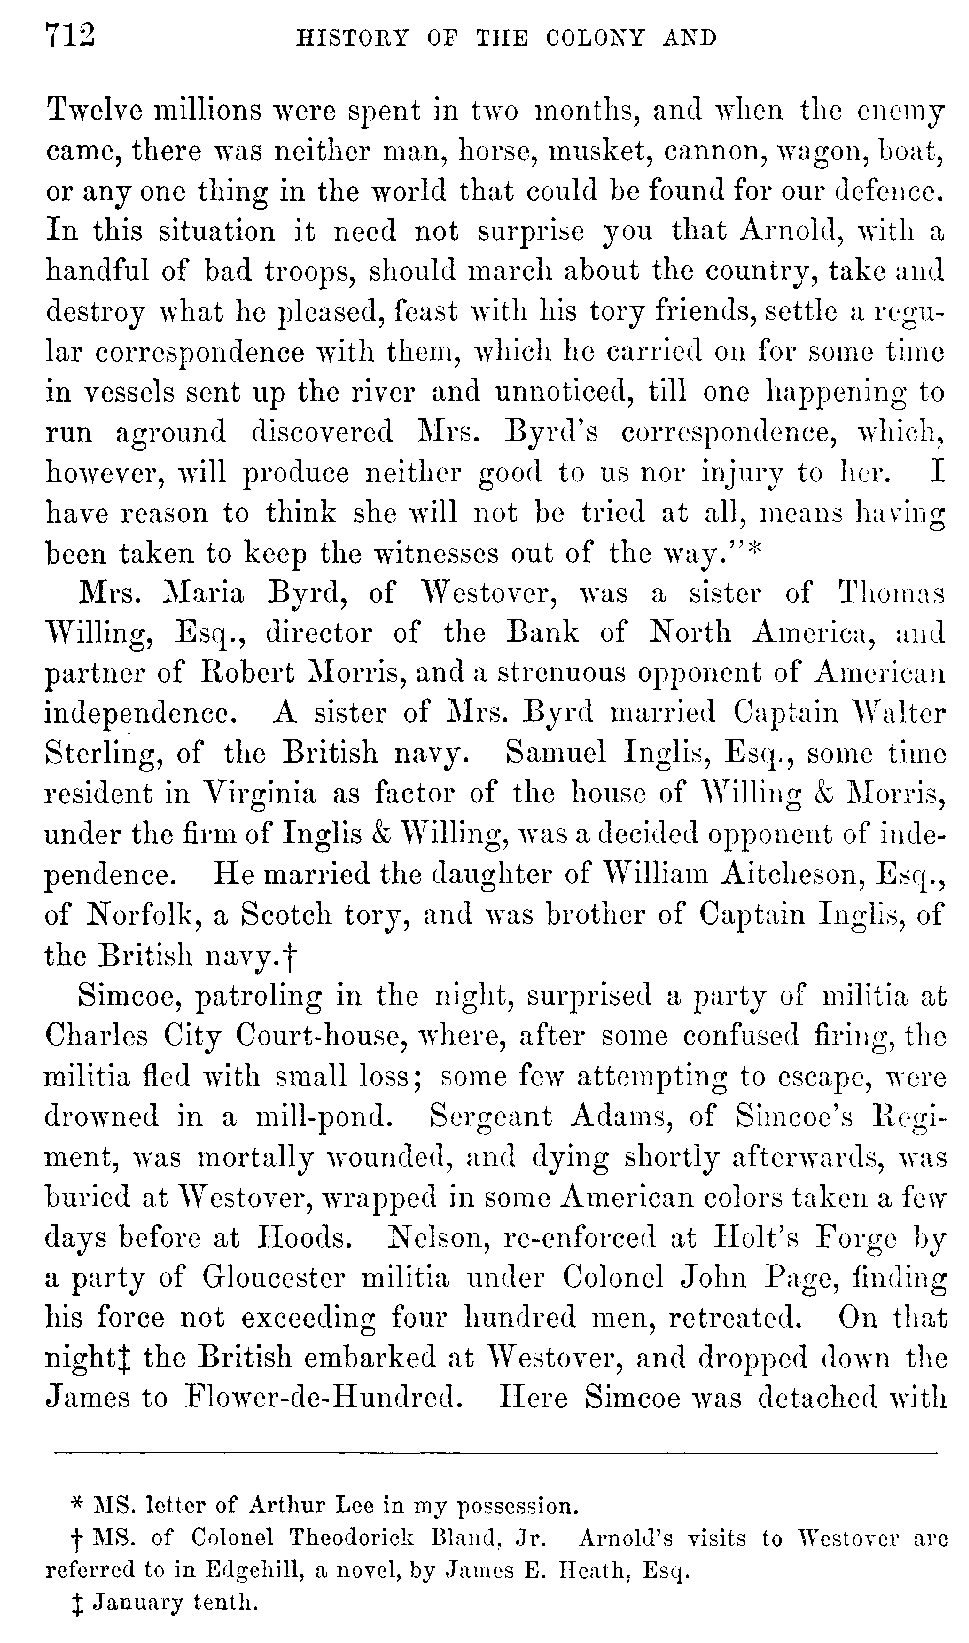 712 HISTORY OF THE COLONY AND
Twelve millions were spent in two months, and when the enemy
came, there was neither man, horse, musket, cannon, wagon, boat,
or any one thing in the world that could be found for our defence.
In this situation it need not surprise you that Arnold, with a
handful of bad troops, should march about the country, take and
destroy what he pleased, feast with his tory friends, settle a regu-
lar correspondence with them, which he carried on for some time
in vessels sent up the river and unnoticed, till one happening to
run aground discovered Mrs. Byrd's correspondence, which,
however, will produce neither good to us nor injury to her. I
have reason to think she will not be tried at all, means having
been taken to keep the witnesses out of the way."*
Mrs. Maria Byrd, of Westover, was a sister of Thomas
Willing, Esq., director of the Bank of North America, and
partner of Robert Morris, and a strenuous opponent of American
independence. A sister of Mrs. Byrd married Captain Walter
Sterling, of the British navy. Samuel Inglis, Esq., some time
resident in Virginia as factor of the house of Willing & Morris,
under the firm of Inglis & Willing, was a decided opponent of inde-
pendence. He married the daughter of William Aitcheson, Esq.,
of Norfolk, a Scotch tory, and was brother of Captain Inglis, of
the British navy.†
Simcoe, patroling in the night, surprised a party of militia at
Charles City Court-house, where, after some confused firing, the
militia fled with small loss; some few attempting to escape, were
drowned in a mill-pond. Sergeant Adams, of Simcoe's Regi-
ment, was mortally wounded, and dying shortly afterwards, was
buried at Westover, wrapped in some American colors taken a few
days before at Hoods. Nelson, re-enforced at Holt's Forge by
a party of Gloucester militia under Colonel John Page, finding
his force not exceeding four hundred men, retreated. On that
night‡ the British embarked at Westover, and dropped down the
James to Flower-de-Hundred. Here Simcoe was detached with
* MS. letter of Arthur Lee in my possession.
† MS. of Colonel Theodorick Bland, Jr. Arnold's visits to Westover are
referred to in Edgehill, a novel, by James E. Heath, Esq.
‡ January tenth.